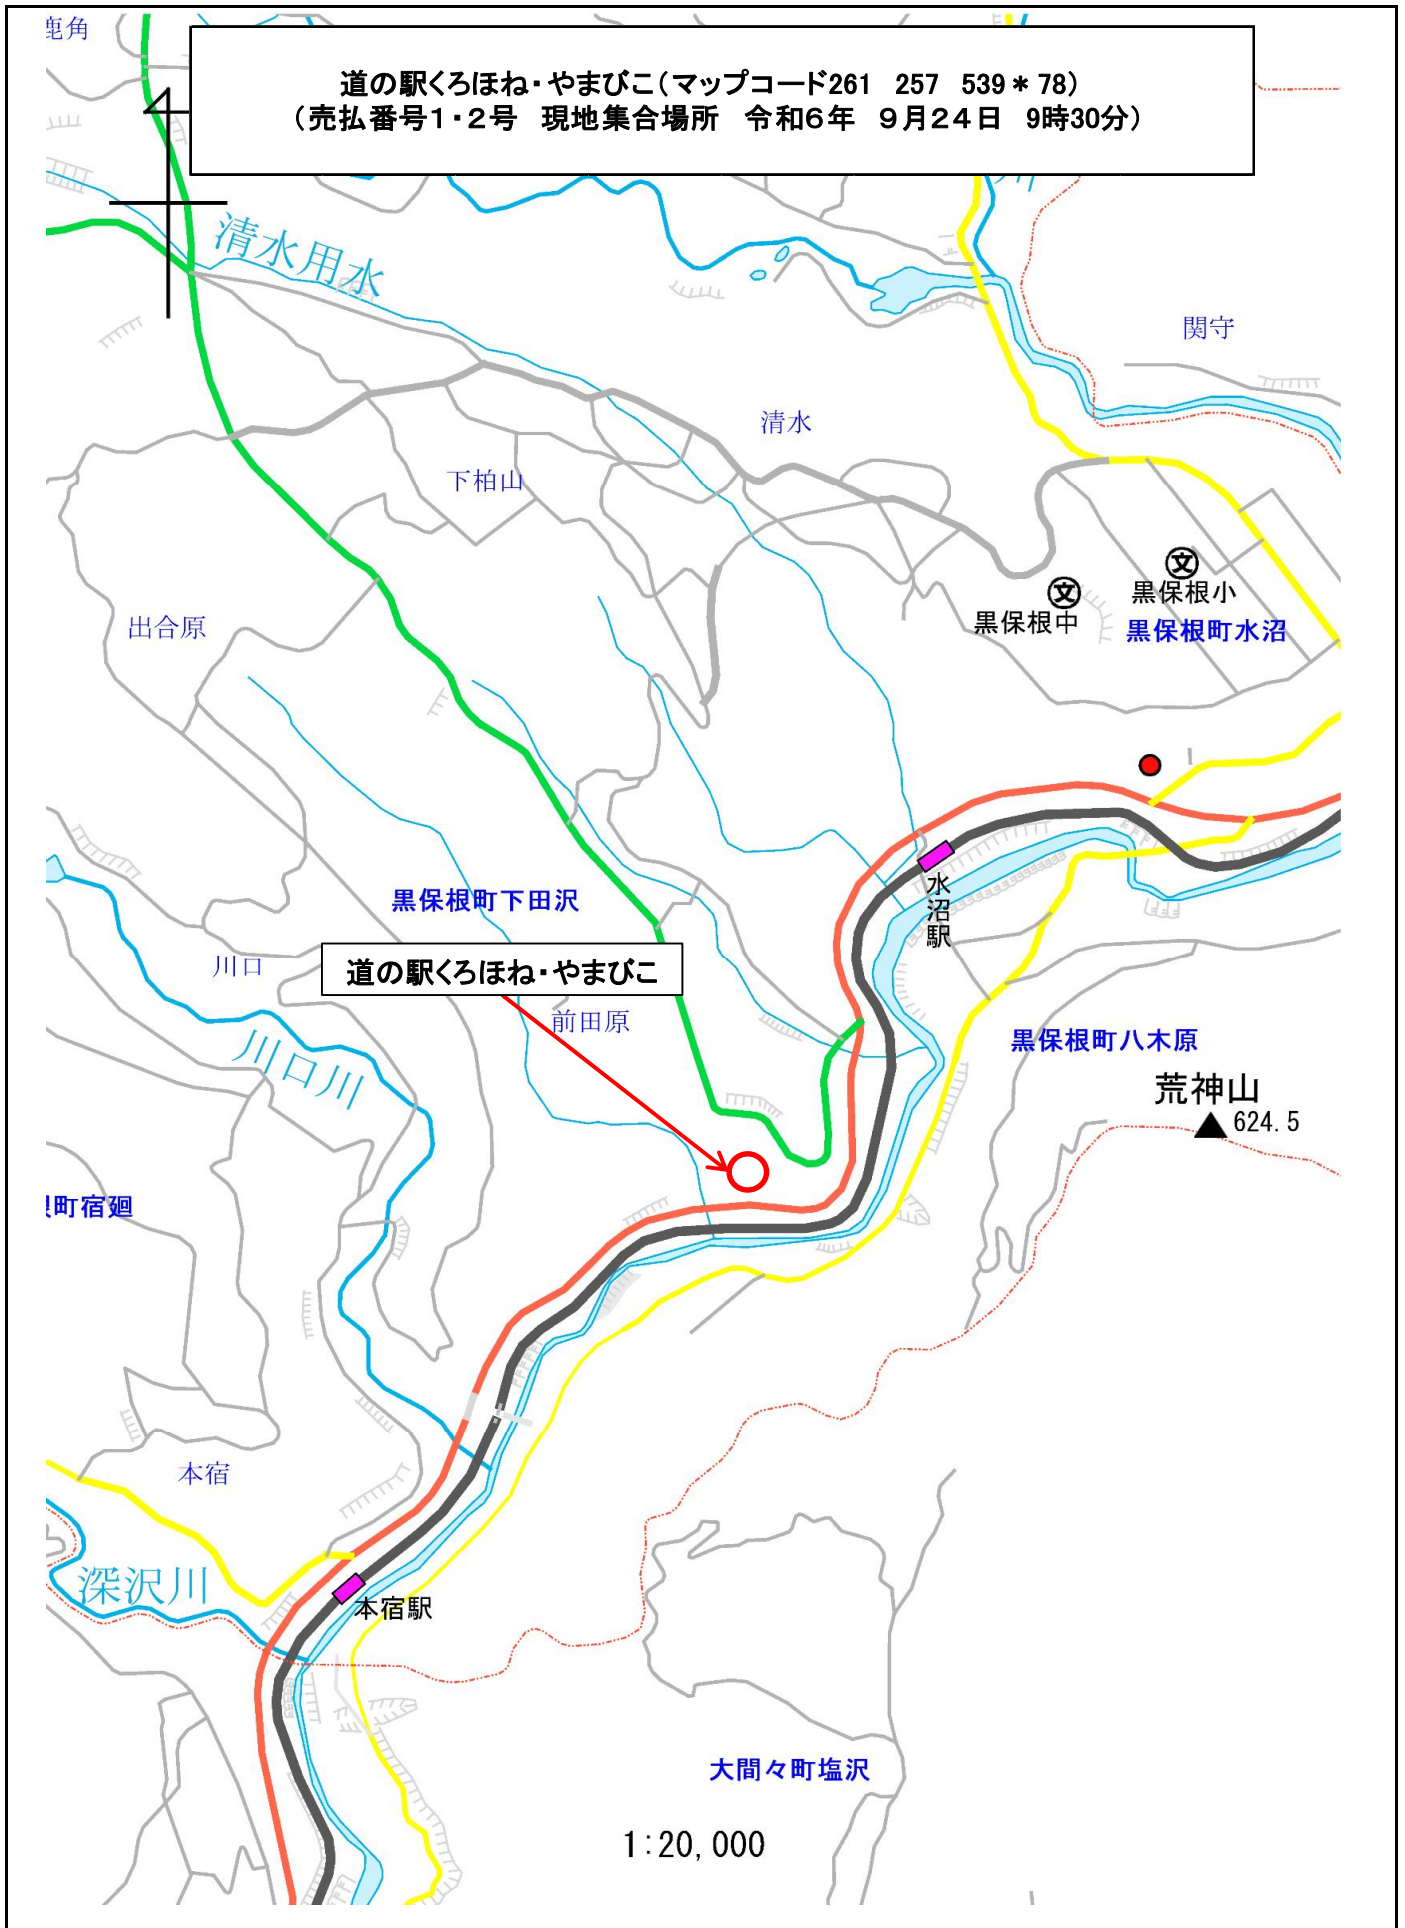 鹿角
道の駅くろほね・やまびこ（マップコード261　257　539＊78）
（売払番号１・２号　現地集合場所　令和６年　９月２４日　9時30分）
清水用水
川
関守
清水
下柏山
文
黒保根小
文
黒保根中
黒保根町水沼
出合原
水沼駅
黒保根町下田沢
川口
道の駅くろほね・やまびこ
前田原
川口川
黒保根町八木原
荒神山
624.5
町宿廻
本宿
深沢川
本宿駅
大間々町塩沢
1:20,000